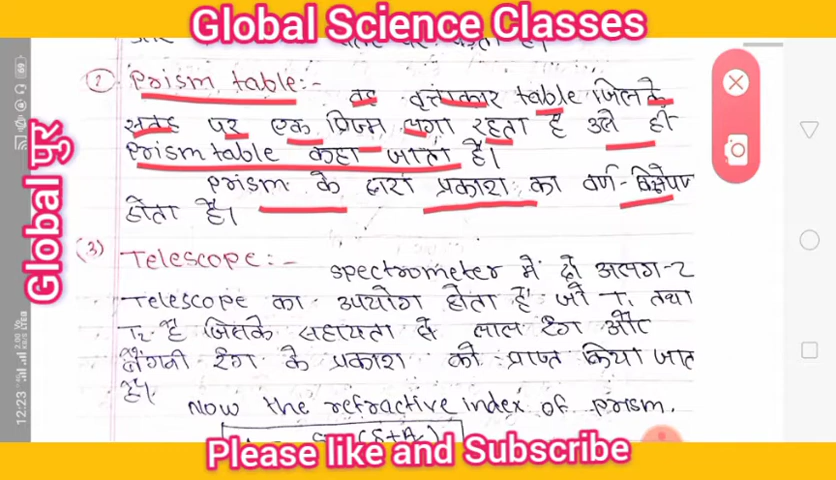 Global Science Classes
(2) Prism table:-
वह वृत्ताकार table जिसके
सतह पर एक प्रिज्म लगा रहता है उसे ही
Prism table कहा जाता है।
prism के द्वारा प्रकाश का वर्ण-विक्षेपण
होता है।
(3) Telescope:-
spectrometer में दो अलग-2
Telescope का उपयोग होता है जो T₁ तथा
T₂ है जिसके सहायता से लाल रंग और
बैंगनी रंग के प्रकाश को प्राप्त किया जाता
है।
Now the refractive index of prism.
Please like and Subscribe
Global पुर
12:23